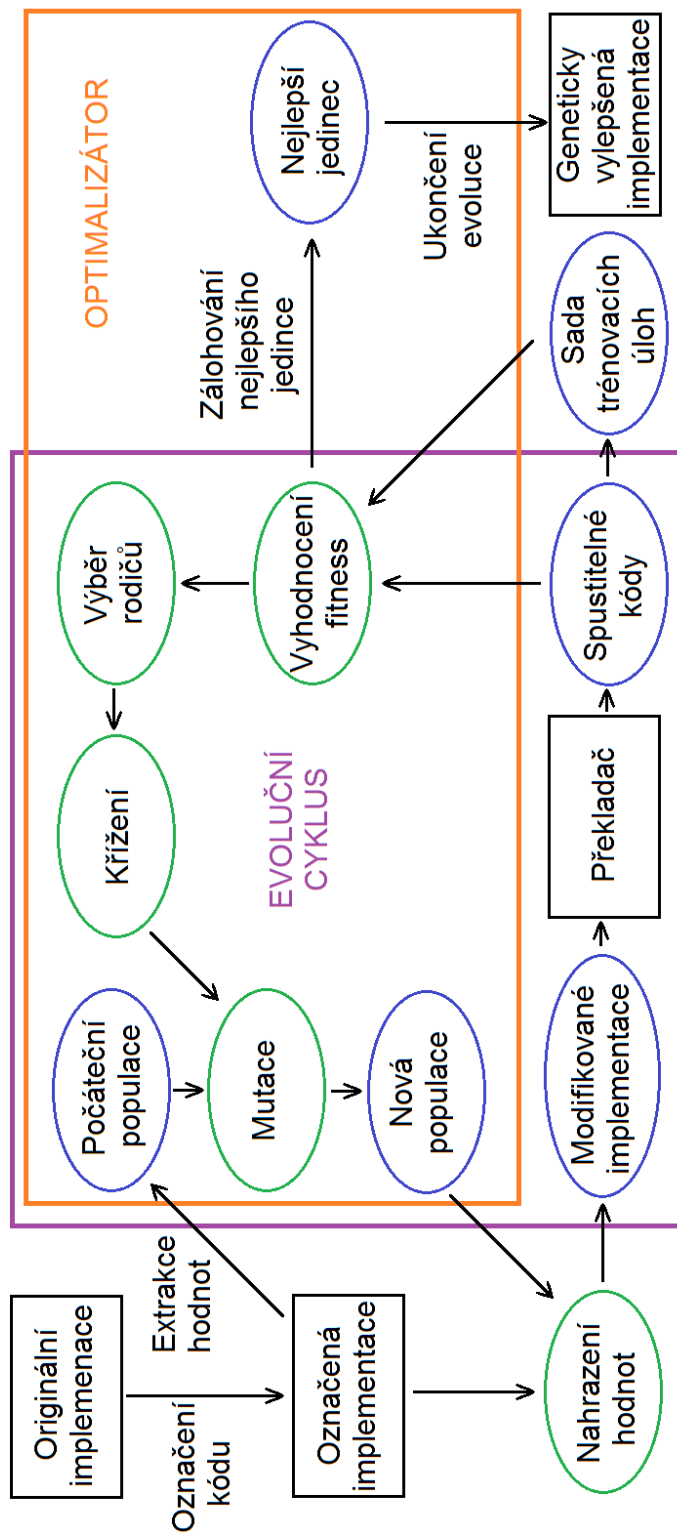 Originální
implemenace
Označení
kódu
Extrakce
hodnot
Označená
implementace
Nahrazení
hodnot
Počáteční
populace
Mutace
Nová
populace
Křížení
Výběr
rodičů
EVOLUČNÍ
CYKLUS
Vyhodnocení
fitness
OPTIMALIZÁTOR
Zálohování
nejlepšího
jedince
Nejlepší
jedinec
Ukončení
evoluce
Modifikované
implementace
Překladač
Spustitelné
kódy
Sada
trénovacích
úloh
Geneticky
vylepšená
implementace